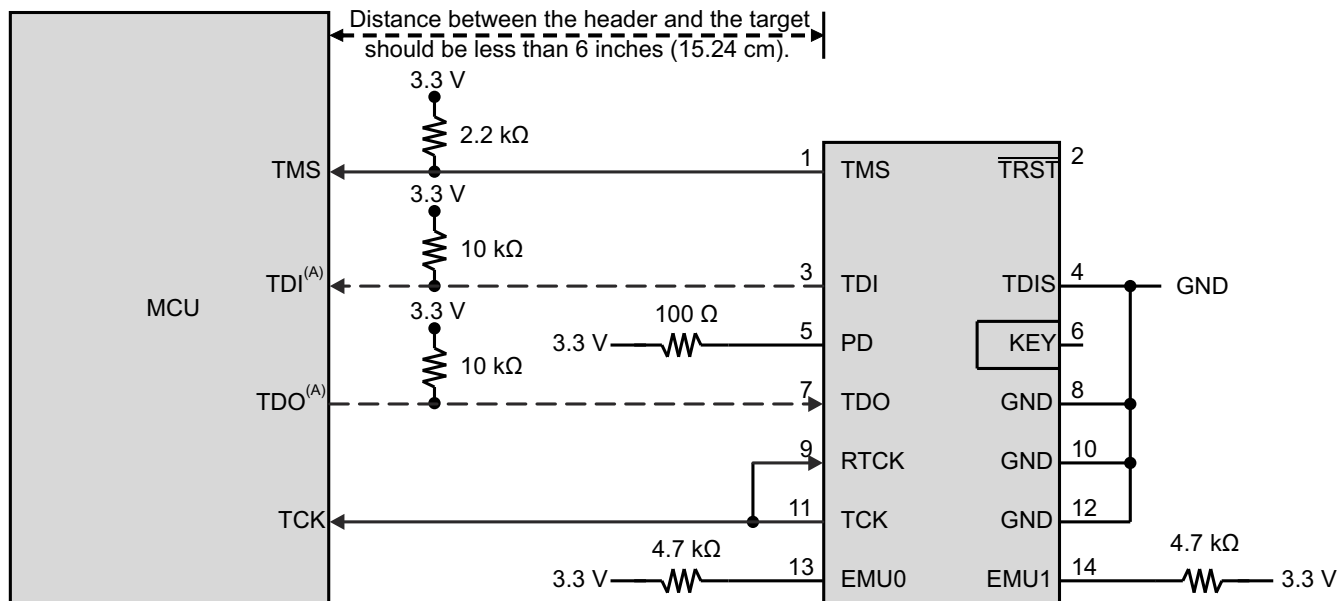 Distance between the header and the target
should be less than 6 inches (15.24 cm).
3.3 V
2.2 kΩ
TMS
1
TMS
TRST
2
3.3 V
10 kΩ
TDI(A)
3
TDI
TDIS
4
GND
MCU
3.3 V
100 Ω
3.3 V
5
PD
KEY
6
10 kΩ
TDO(A)
7
TDO
GND
8
9
RTCK
GND
10
TCK
11
TCK
GND
12
4.7 kΩ
3.3 V
13
EMU0
EMU1
14
4.7 kΩ
3.3 V